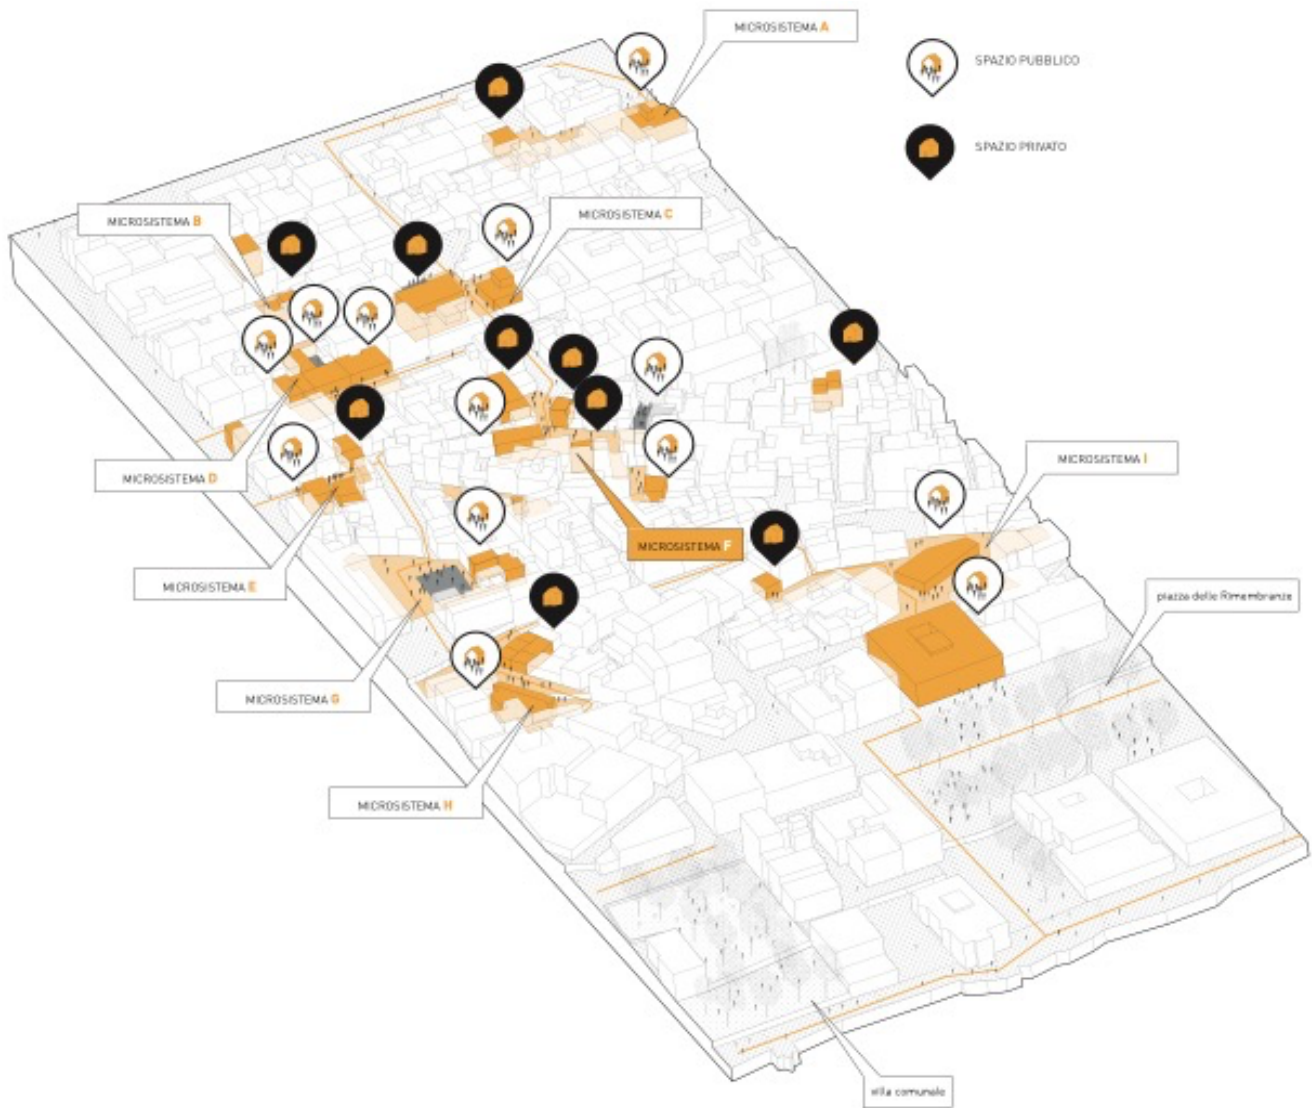 MICROSISTEMA A
SPAZIO PUBBLICO
SPAZIO PRIVATO
MICROSISTEMA B
MICROSISTEMA C
MICROSISTEMA D
MICROSISTEMA I
MICROSISTEMA F
MICROSISTEMA E
piazza delle Rimembranze
MICROSISTEMA G
MICROSISTEMA H
villa comunale